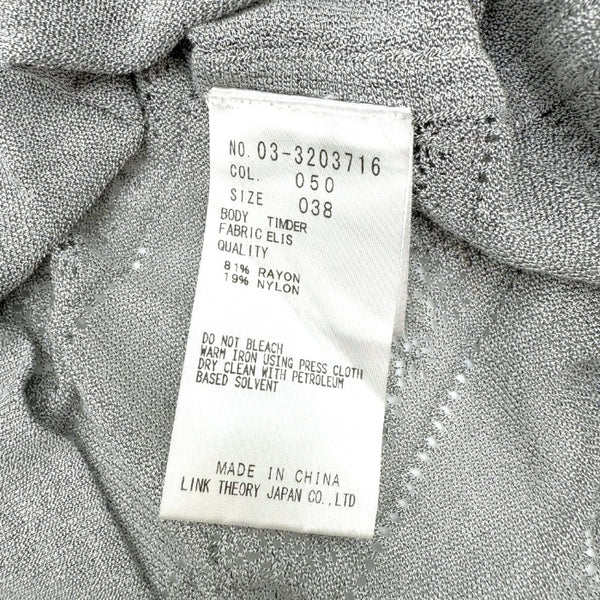 NO. 03-3203716
COL. 050
SIZE 038
BODY TIMDER
FABRIC ELIS
QUALITY
81% RAYON
19% NYLON
DO NOT BLEACH
WARM IRON USING PRESS CLOTH
DRY CLEAN WITH PETROLEUM
BASED SOLVENT
MADE IN CHINA
LINK THEORY JAPAN CO.,LTD